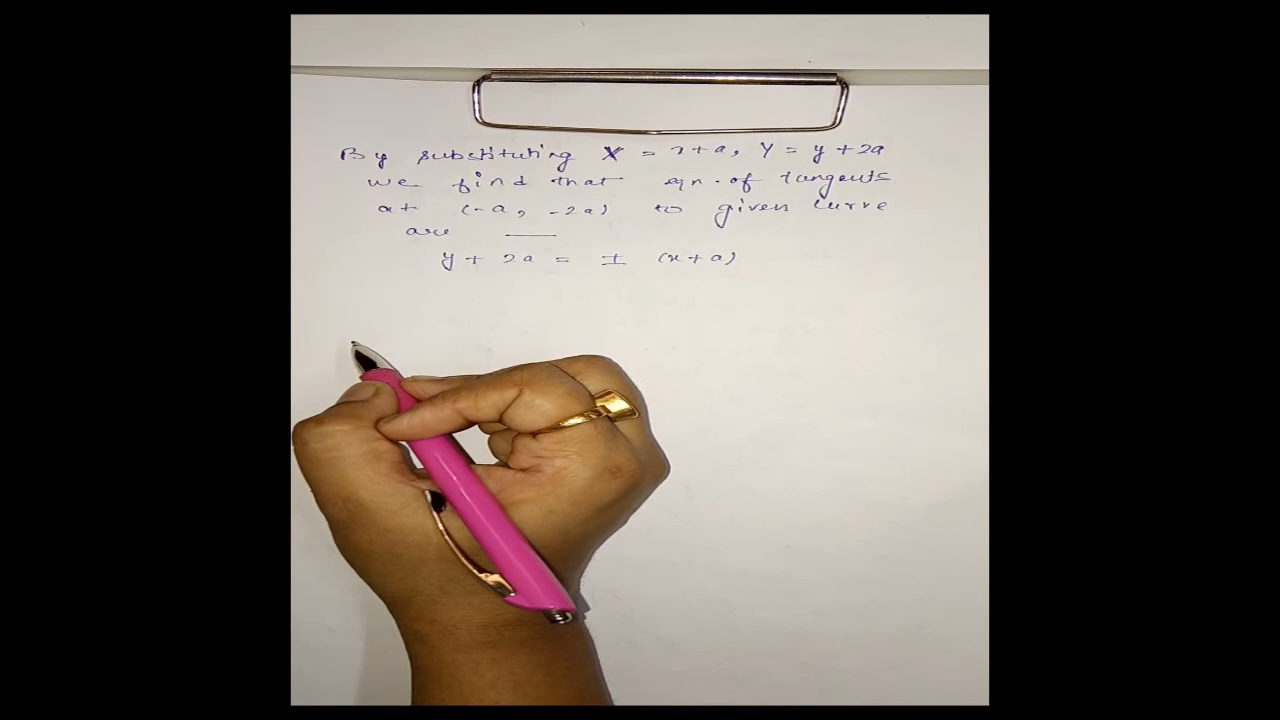 By substituting X = x+a, Y = y+2a
we find that eqn. of tangents
at (-a, -2a) to given curve
are —
y + 2a = ± (x+a)